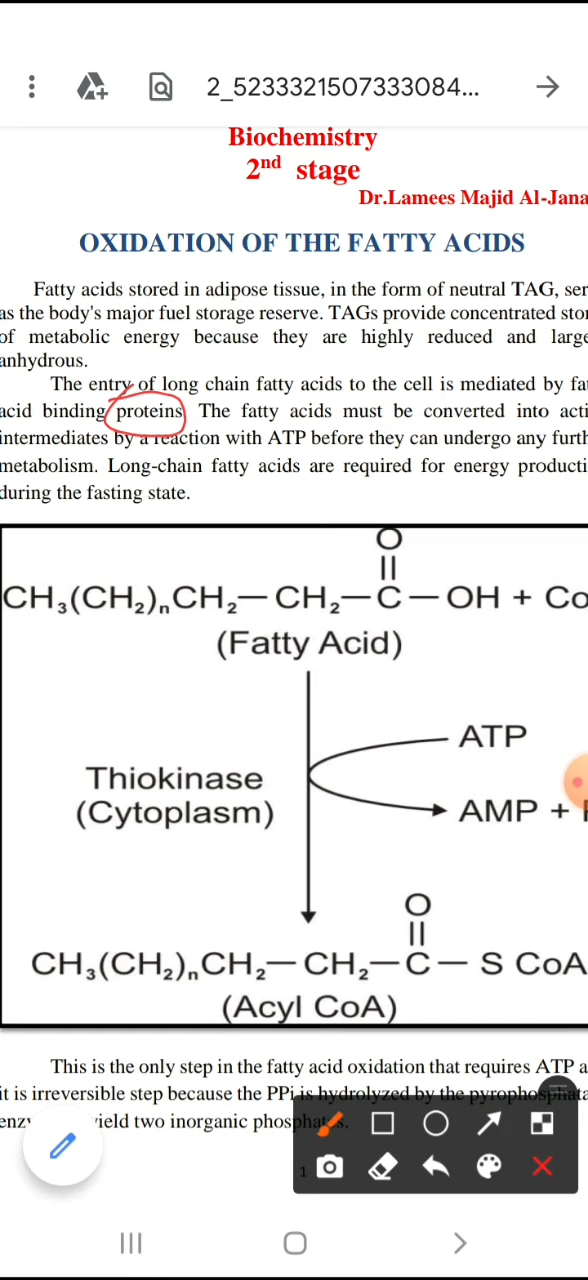 2_5233321507333084...
Biochemistry
2nd stage
Dr.Lamees Majid Al-Jana
OXIDATION OF THE FATTY ACIDS
Fatty acids stored in adipose tissue, in the form of neutral TAG, ser
as the body's major fuel storage reserve. TAGs provide concentrated stor
of metabolic energy because they are highly reduced and large
anhydrous.
The entry of long chain fatty acids to the cell is mediated by fa
acid binding proteins. The fatty acids must be converted into acti
intermediates by a reaction with ATP before they can undergo any furth
metabolism. Long-chain fatty acids are required for energy producti
during the fasting state.
O
||
CH₃(CH₂)ₙCH₂—CH₂—C—OH + Co
(Fatty Acid)
ATP
Thiokinase
(Cytoplasm)
AMP +
O
||
CH₃(CH₂)ₙCH₂—CH₂—C—S CoA
(Acyl CoA)
This is the only step in the fatty acid oxidation that requires ATP a
it is irreversible step because the PPi is hydrolyzed by the pyrophosphata
enzy ield two inorganic phosphates.
1